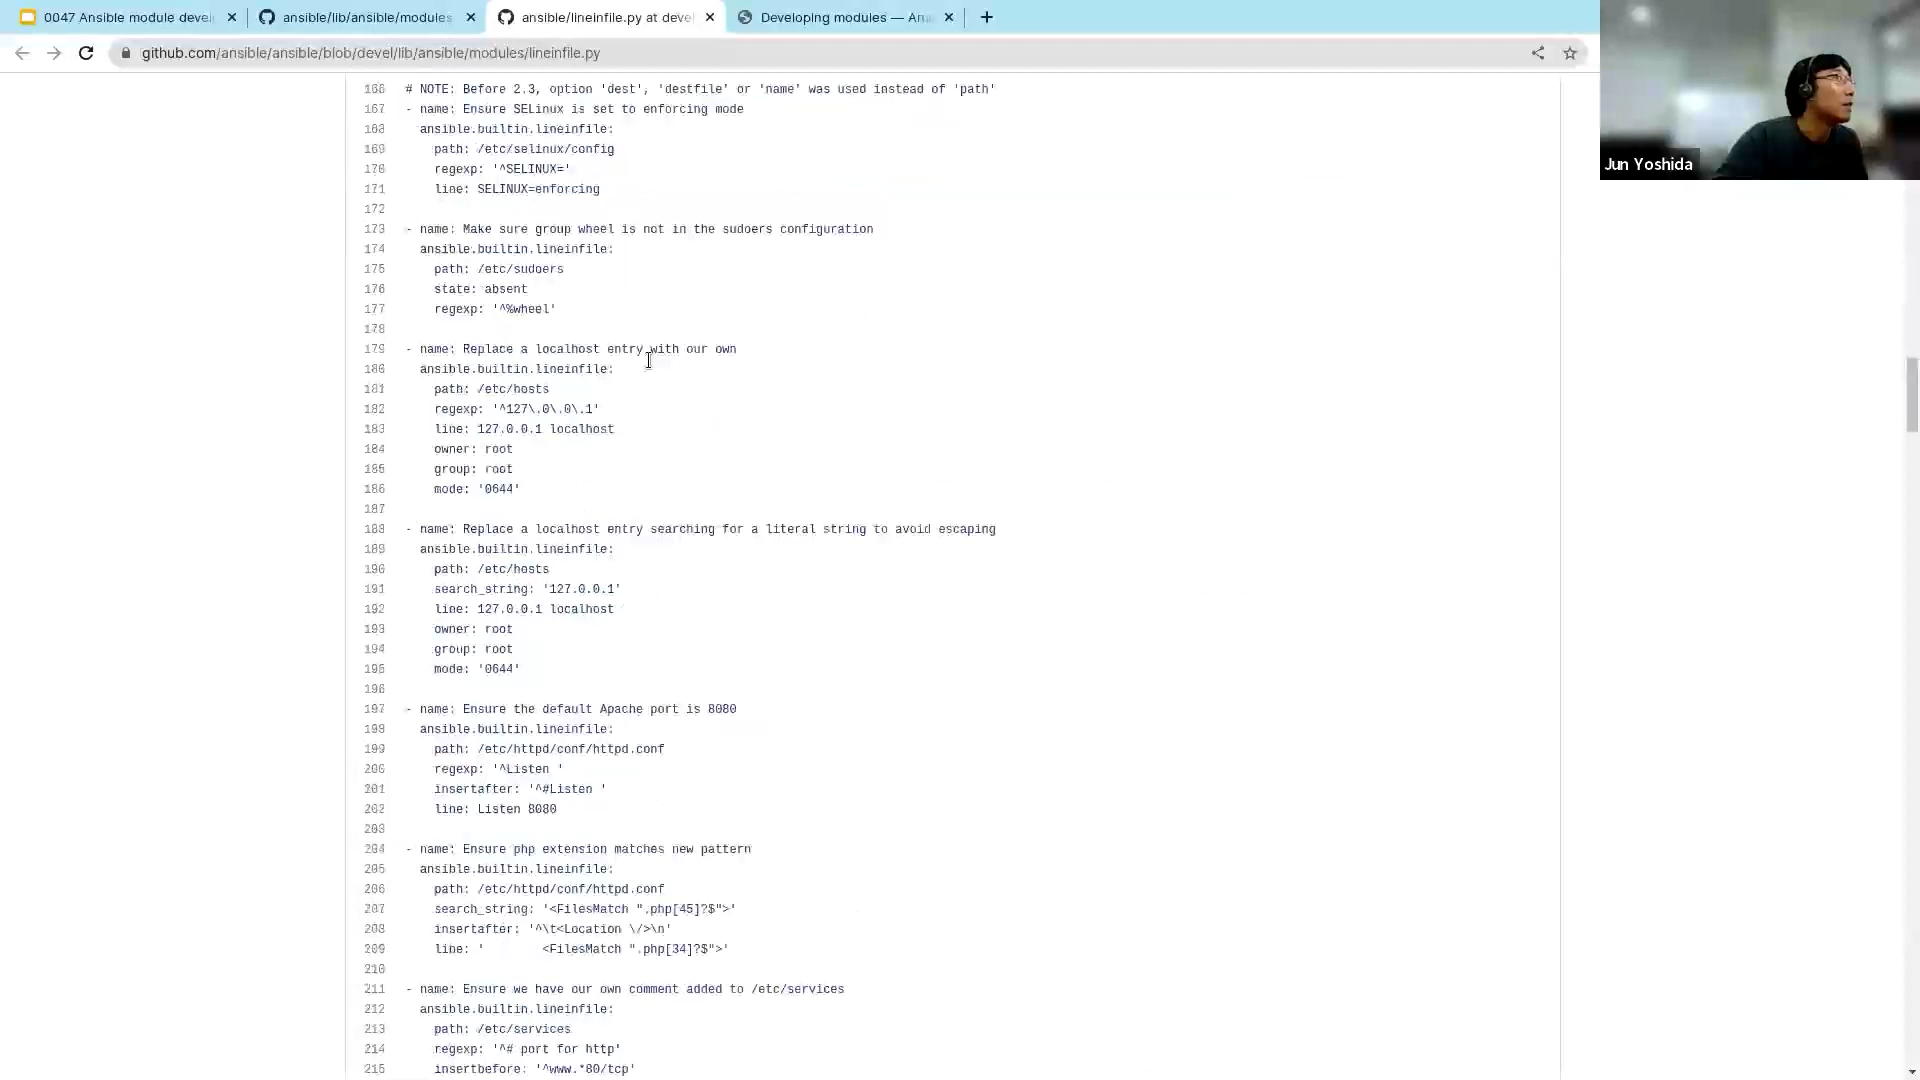 0047 Ansible module devel
ansible/lib/ansible/modules
ansible/lineinfile.py at deve
Developing modules — An
github.com/ansible/ansible/blob/devel/lib/ansible/modules/lineinfile.py
Jun Yoshida
166 # NOTE: Before 2.3, option 'dest', 'destfile' or 'name' was used instead of 'path'
167 - name: Ensure SELinux is set to enforcing mode
168 ansible.builtin.lineinfile:
169 path: /etc/selinux/config
170 regexp: '^SELINUX='
171 line: SELINUX=enforcing
172
173 - name: Make sure group wheel is not in the sudoers configuration
174 ansible.builtin.lineinfile:
175 path: /etc/sudoers
176 state: absent
177 regexp: '^%wheel'
178
179 - name: Replace a localhost entry with our own
180 ansible.builtin.lineinfile:
181 path: /etc/hosts
182 regexp: '^127\.0\.0\.1'
183 line: 127.0.0.1 localhost
184 owner: root
185 group: root
186 mode: '0644'
187
188 - name: Replace a localhost entry searching for a literal string to avoid escaping
189 ansible.builtin.lineinfile:
190 path: /etc/hosts
191 search_string: '127.0.0.1'
192 line: 127.0.0.1 localhost
193 owner: root
194 group: root
195 mode: '0644'
196
197 - name: Ensure the default Apache port is 8080
198 ansible.builtin.lineinfile:
199 path: /etc/httpd/conf/httpd.conf
200 regexp: '^Listen '
201 insertafter: '^#Listen '
202 line: Listen 8080
203
204 - name: Ensure php extension matches new pattern
205 ansible.builtin.lineinfile:
206 path: /etc/httpd/conf/httpd.conf
207 search_string: '<FilesMatch ".php[45]?$">'
208 insertafter: '^\t<Location \/>\n'
209 line: '        <FilesMatch ".php[34]?$">'
210
211 - name: Ensure we have our own comment added to /etc/services
212 ansible.builtin.lineinfile:
213 path: /etc/services
214 regexp: '^# port for http'
215 insertbefore: '^www.*80/tcp'